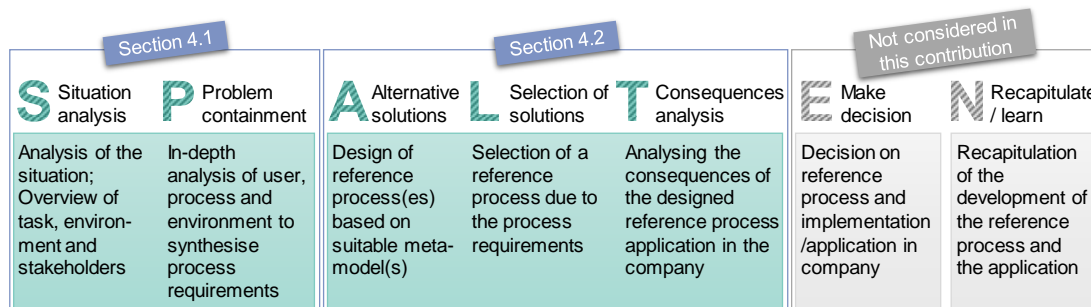 Section 4.1
Section 4.2
Not considered in
this contribution
S Situation
analysis
P Problem
containment
A Alternative
solutions
L Selection of
solutions
T Consequences
analysis
E Make
decision
N Recapitulate
/ learn
Analysis of the
situation;
Overview of
task, environ-
ment and
stakeholders
In-depth
analysis of user,
process and
environment to
synthesise
process
requirements
Design of
reference
process(es)
based on
suitable meta-
model(s)
Selection of a
reference
process due to
the process
requirements
Analysing the
consequences of
the designed
reference process
application in the
company
Decision on
reference
process and
implementation
/application in
company
Recapitulation
of the
development of
the reference
process and
the application